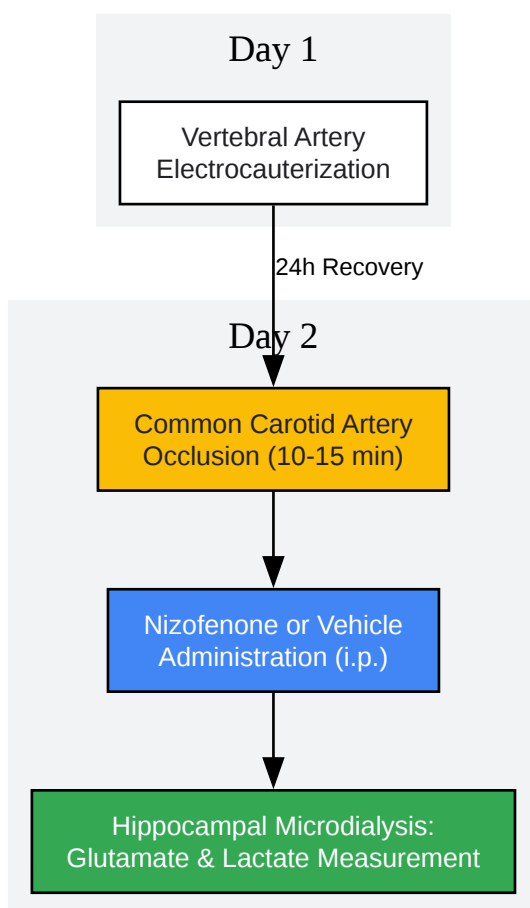 Day 1
Vertebral Artery
Electrocauterization
24h Recovery
Day 2
Common Carotid Artery
Occlusion (10-15 min)
Nizofenone or Vehicle
Administration (i.p.)
Hippocampal Microdialysis:
Glutamate & Lactate Measurement